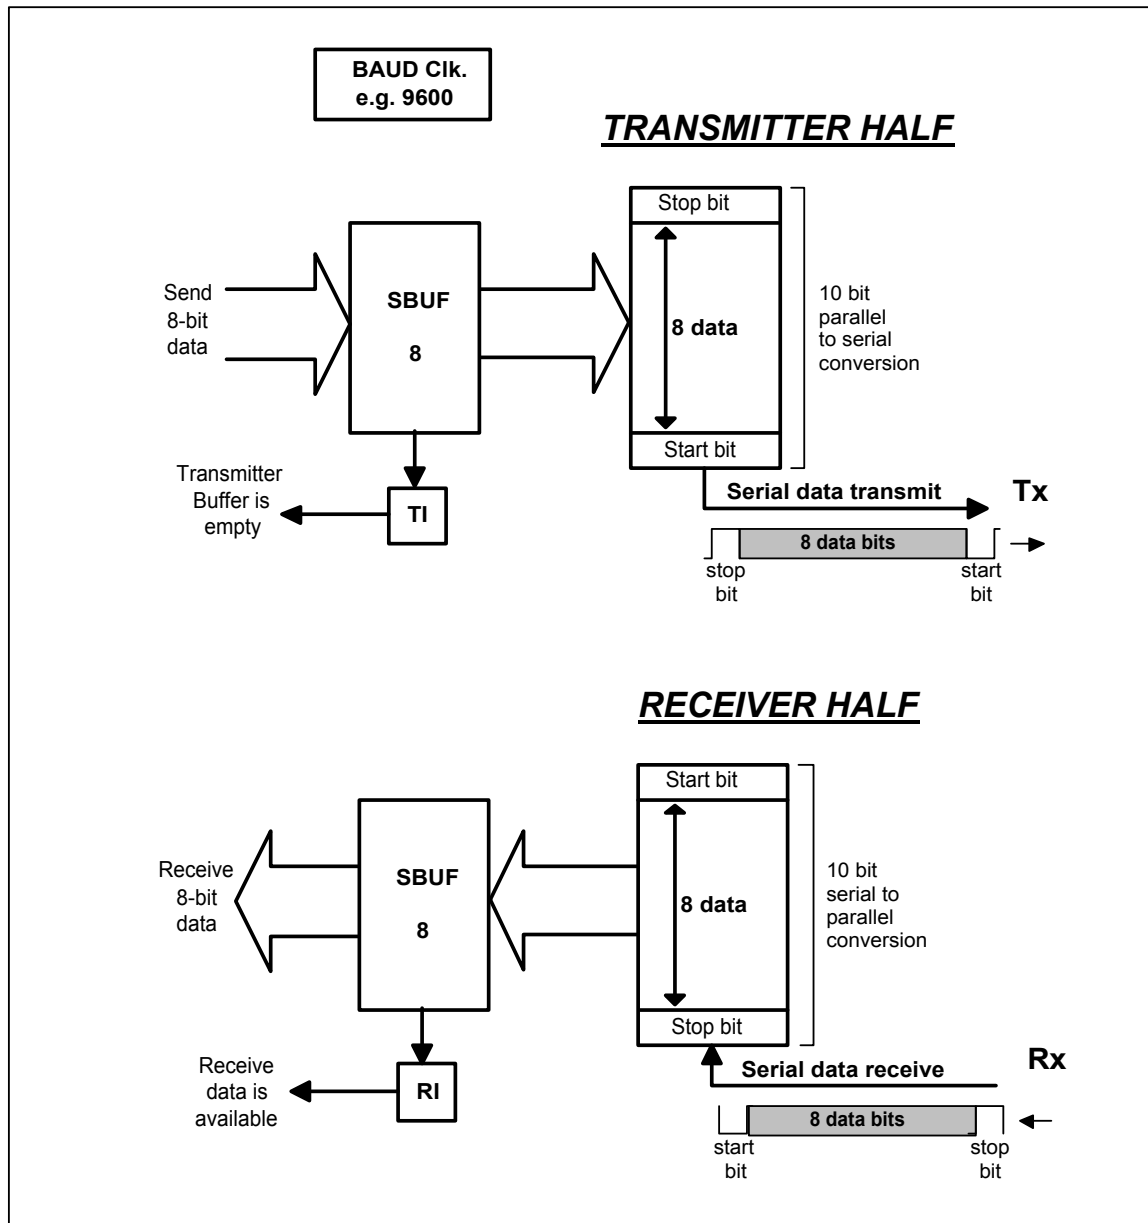 BAUD Clk.
e.g. 9600
TRANSMITTER HALF
Stop bit
Send
8-bit
data
SBUF
8
8 data
10 bit
parallel
to serial
conversion
Start bit
Transmitter
Buffer is
empty
TI
Serial data transmit
Tx
8 data bits
stop
bit
start
bit
RECEIVER HALF
Start bit
Receive
8-bit
data
SBUF
8
8 data
10 bit
serial to
parallel
conversion
Stop bit
Receive
data is
available
RI
Serial data receive
Rx
8 data bits
start
bit
stop
bit